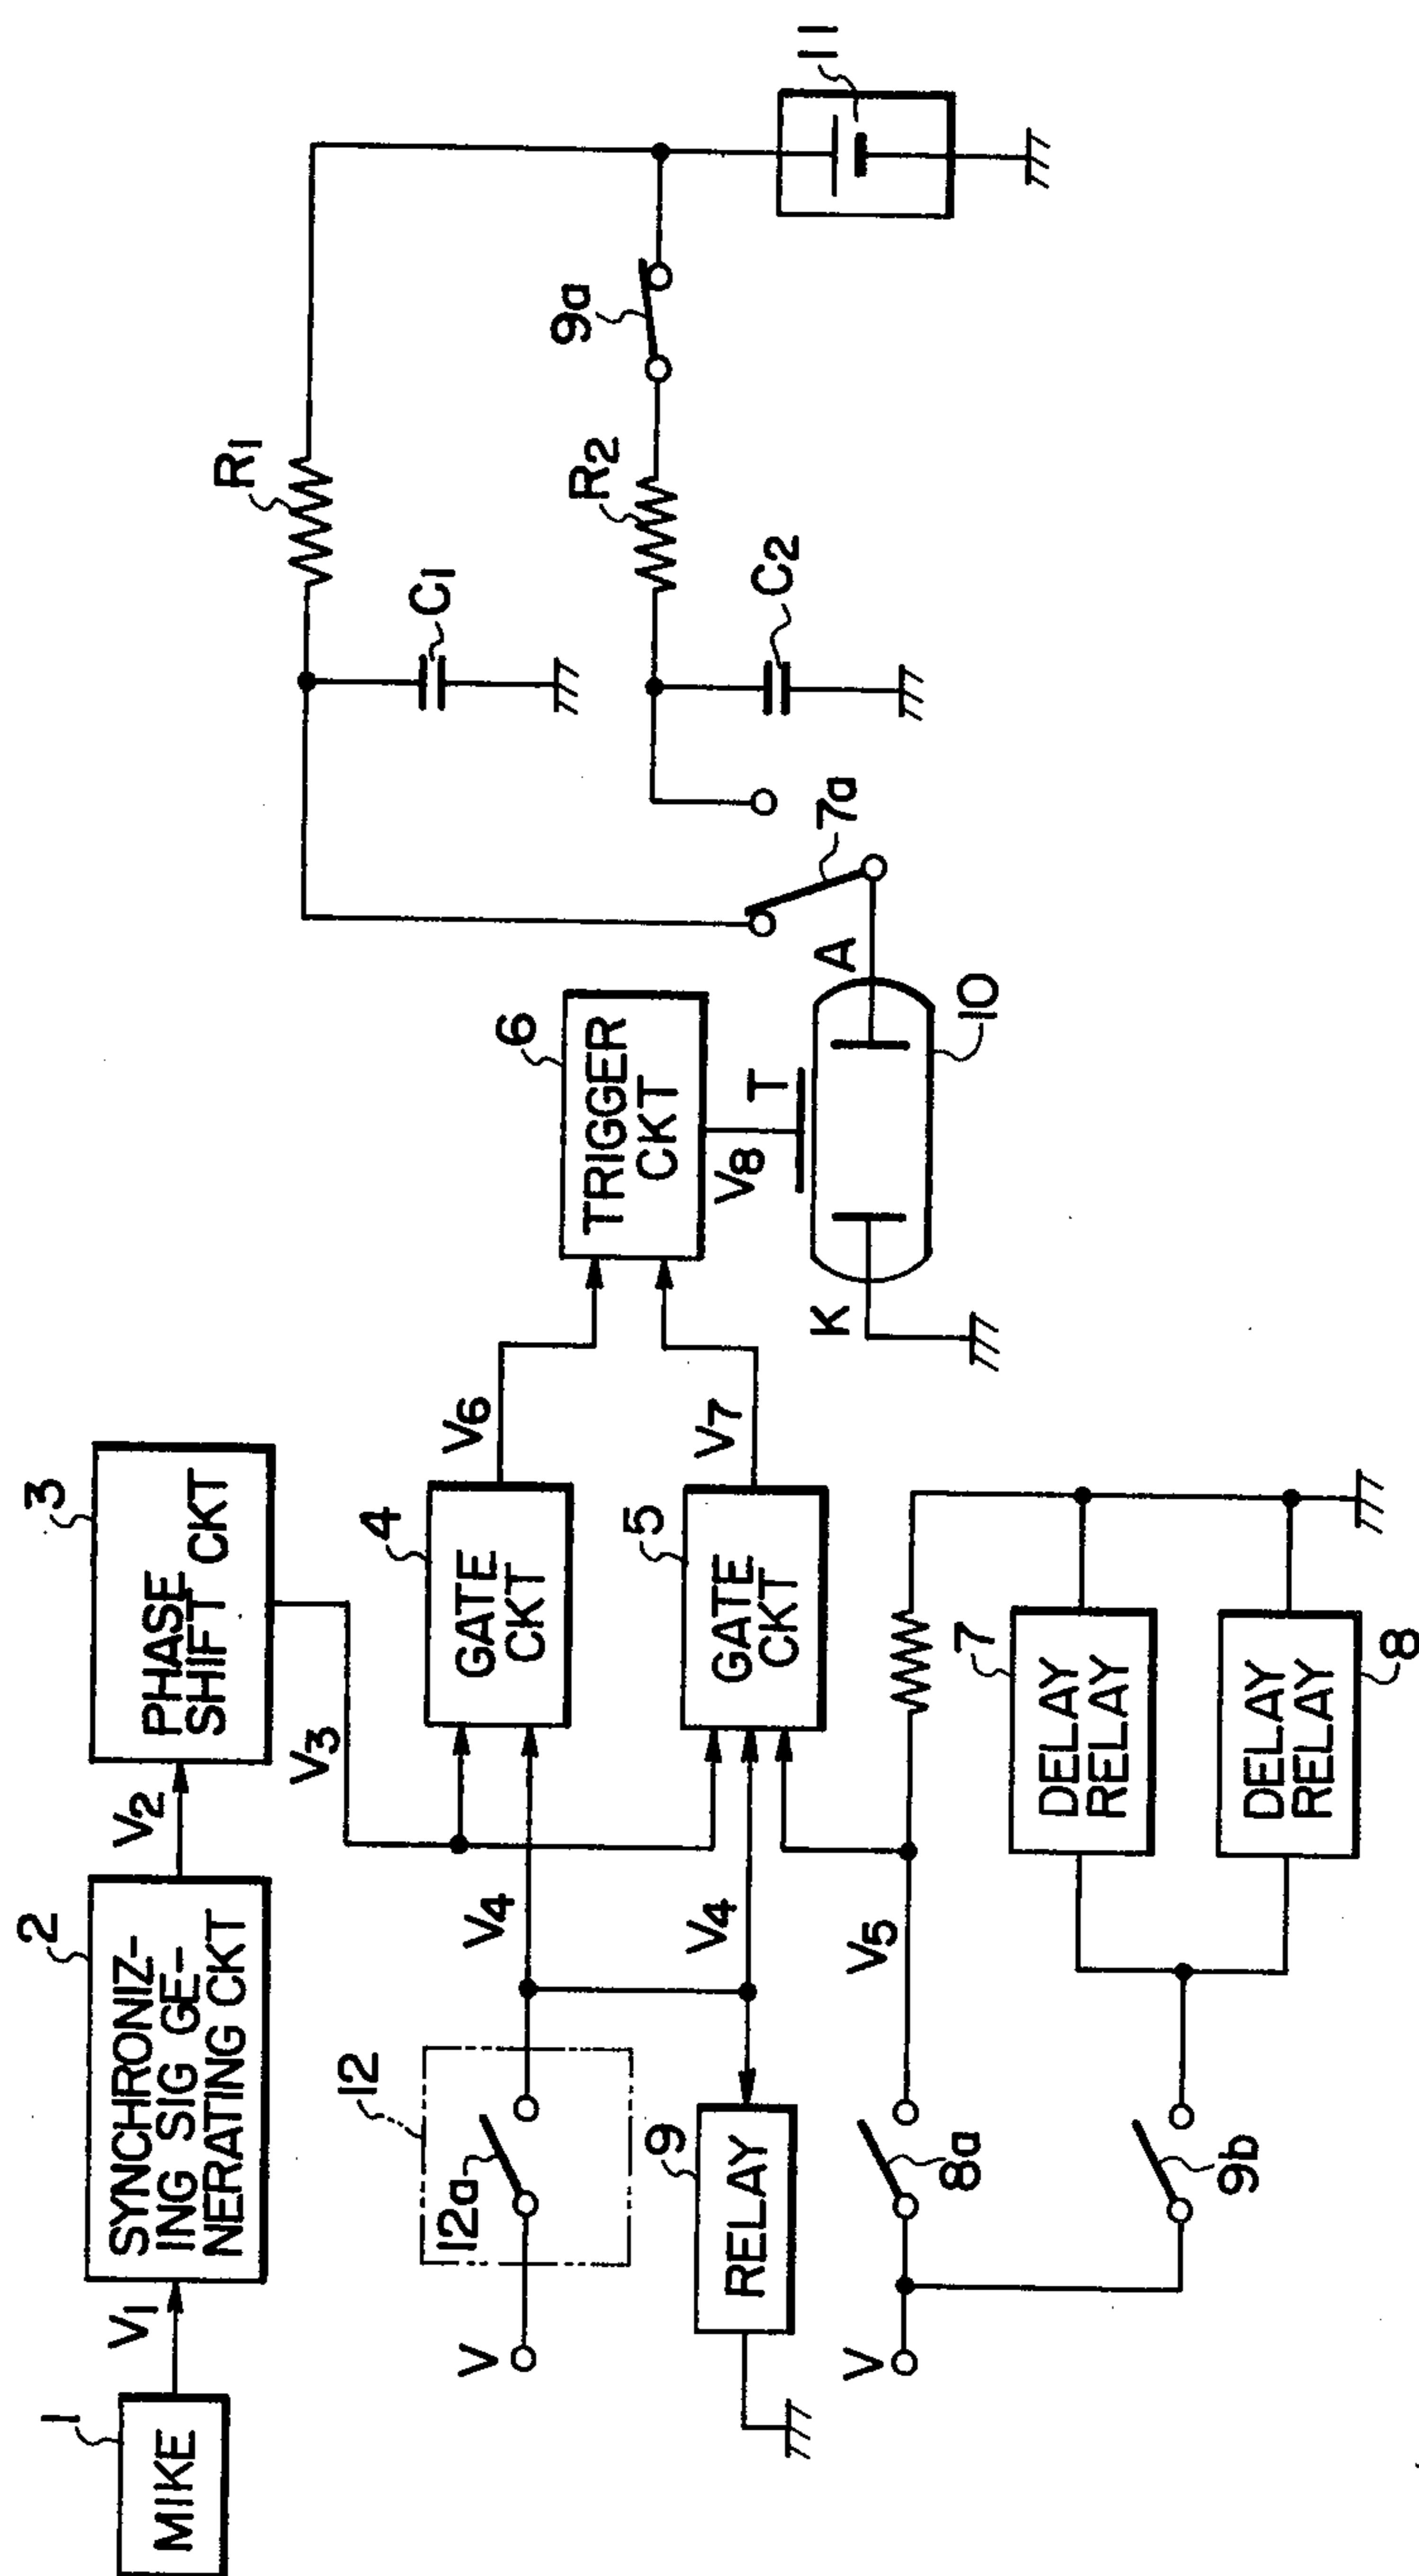 1
MIKE
V1
2
SYNCHRONIZ-
ING SIG GE-
NERATING CKT
V2
3
PHASE
SHIFT CKT
V3
12
12a
V
V4
4
GATE
CKT
V6
9
RELAY
V4
5
GATE
CKT
V7
6
TRIGGER
CKT
V8
T
K
A
10
7a
R1
C1
R2
C2
9a
11
V
8a
V5
9b
7
DELAY
RELAY
8
DELAY
RELAY